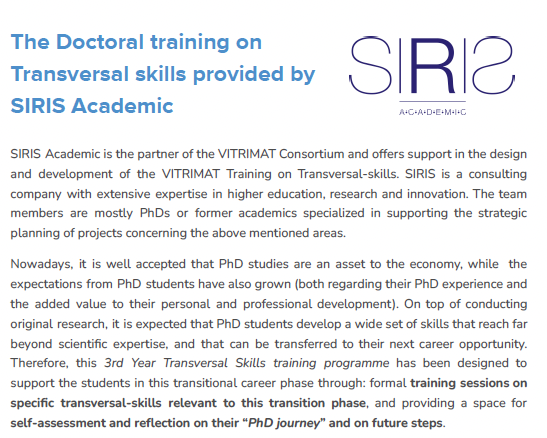 The Doctoral training on
Transversal skills provided by
SIRIS Academic
SIRIS
A•C•A•D•E•M•I•C
SIRIS Academic is the partner of the VITRIMAT Consortium and offers support in the design
and development of the VITRIMAT Training on Transversal-skills. SIRIS is a consulting
company with extensive expertise in higher education, research and innovation. The team
members are mostly PhDs or former academics specialized in supporting the strategic
planning of projects concerning the above mentioned areas.
Nowadays, it is well accepted that PhD studies are an asset to the economy, while the
expectations from PhD students have also grown (both regarding their PhD experience and
the added value to their personal and professional development). On top of conducting
original research, it is expected that PhD students develop a wide set of skills that reach far
beyond scientific expertise, and that can be transferred to their next career opportunity.
Therefore, this 3rd Year Transversal Skills training programme has been designed to
support the students in this transitional career phase through: formal training sessions on
specific transversal-skills relevant to this transition phase, and providing a space for
self-assessment and reflection on their “PhD journey” and on future steps.